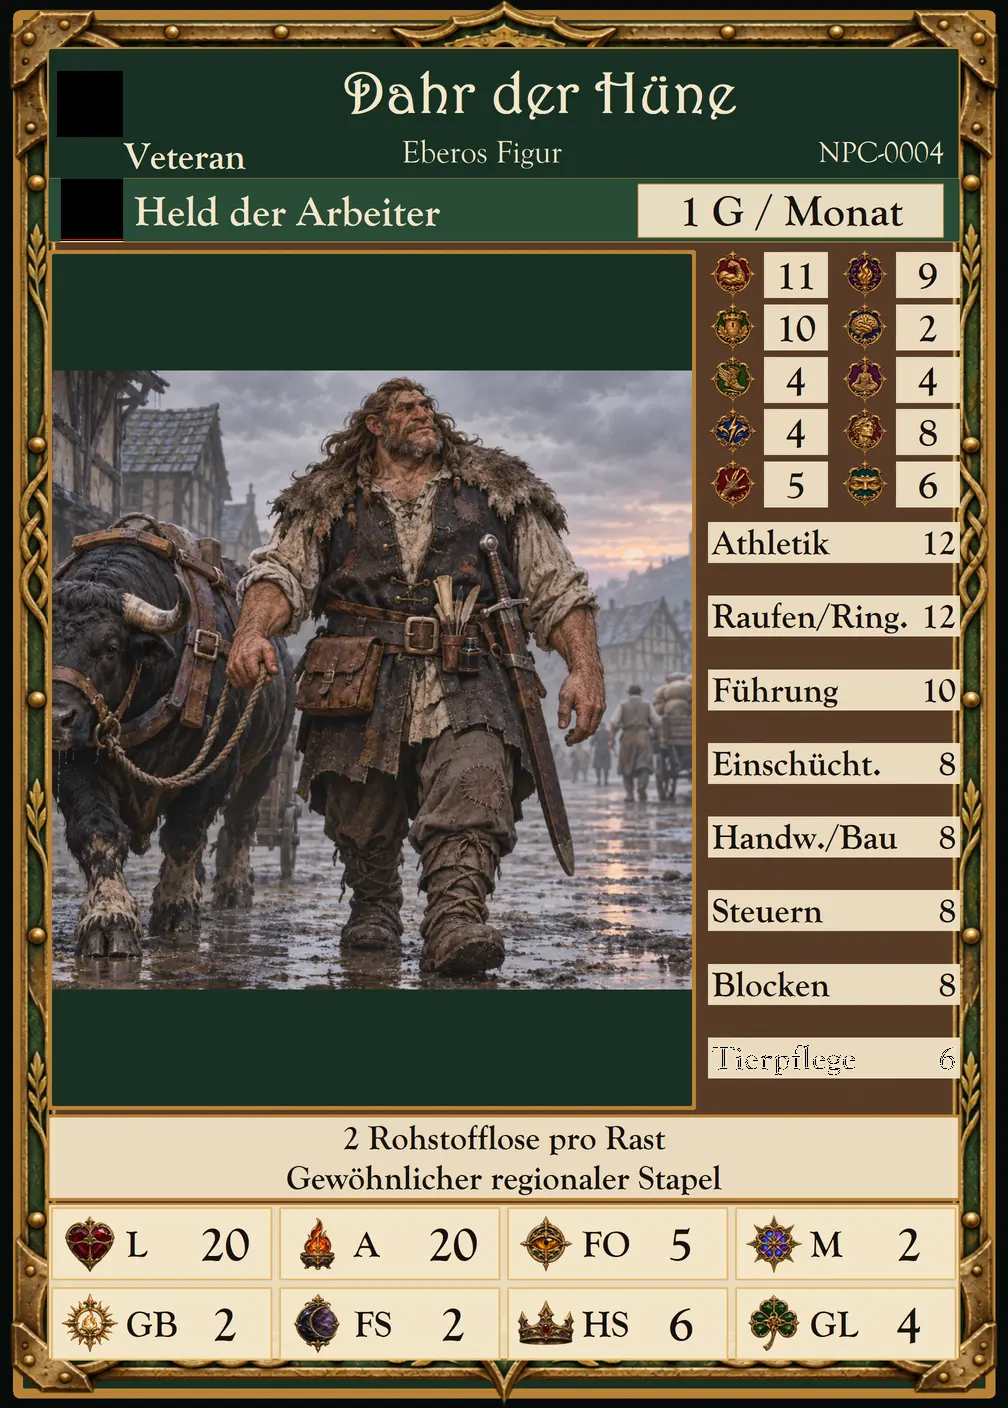 Dahr der Hüne
Veteran
Eberos Figur
NPC-0004
Held der Arbeiter
1 G / Monat
11 9
10 2
4 4
4 8
5 6
Athletik 12
Raufen/Ring. 12
Führung 10
Einschücht. 8
Handw./Bau 8
Steuern 8
Blocken 8
Tierpflege 6
2 Rohstofflose pro Rast
Gewöhnlicher regionaler Stapel
L 20 A 20 FO 5 M 2
GB 2 FS 2 HS 6 GL 4